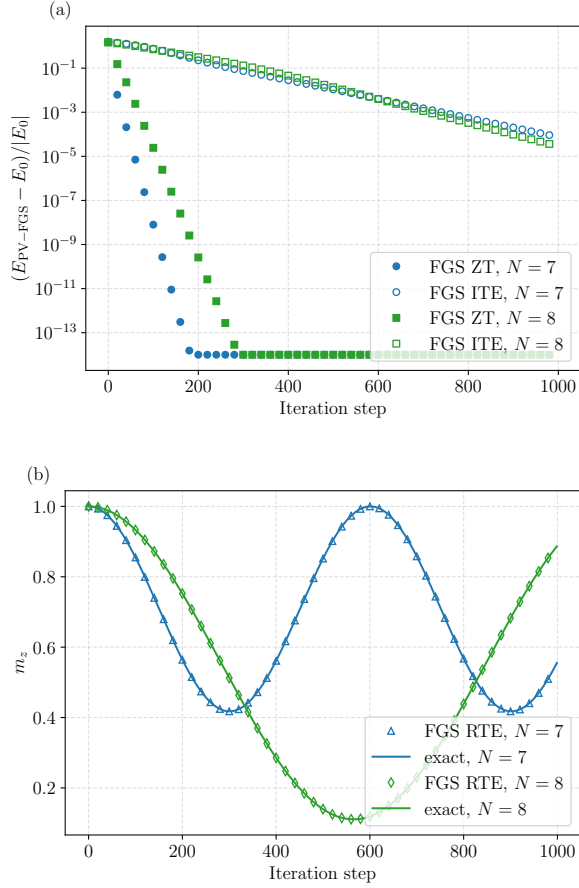 (a)
(E_{PV−FGS} − E_0)/|E_0|
10^{−1}
10^{−3}
10^{−5}
10^{−7}
10^{−9}
10^{−11}
10^{−13}
FGS ZT, N = 7
FGS ITE, N = 7
FGS ZT, N = 8
FGS ITE, N = 8
0 200 400 600 800 1000
Iteration step
(b)
m_z
1.0
0.8
0.6
0.4
0.2
FGS RTE, N = 7
exact, N = 7
FGS RTE, N = 8
exact, N = 8
0 200 400 600 800 1000
Iteration step